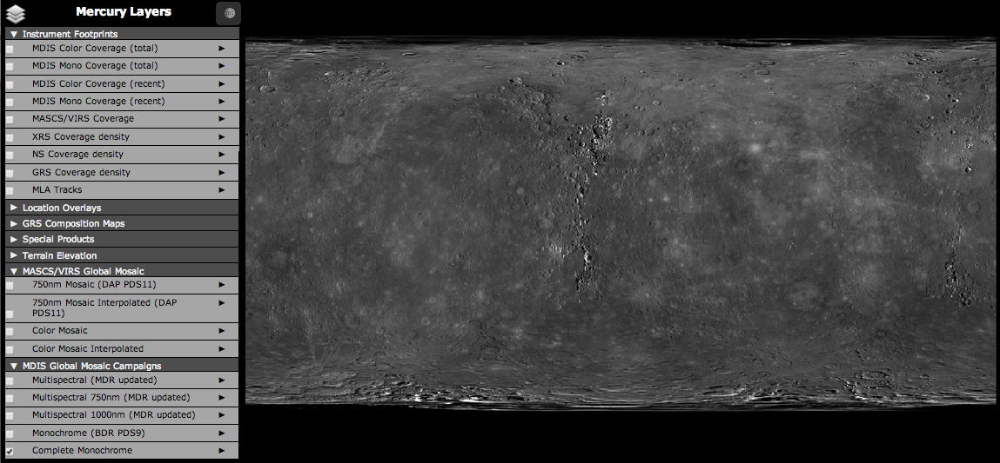 Mercury Layers
Instrument Footprints
MDIS Color Coverage (total)
MDIS Mono Coverage (total)
MDIS Color Coverage (recent)
MDIS Mono Coverage (recent)
MASCS/VIRS Coverage
XRS Coverage density
NS Coverage density
GRS Coverage density
MLA Tracks
Location Overlays
GRS Composition Maps
Special Products
Terrain Elevation
MASCS/VIRS Global Mosaic
750nm Mosaic (DAP PDS11)
750nm Mosaic Interpolated (DAP
PDS11)
Color Mosaic
Color Mosaic Interpolated
MDIS Global Mosaic Campaigns
Multispectral (MDR updated)
Multispectral 750nm (MDR updated)
Multispectral 1000nm (MDR updated)
Monochrome (BDR PDS9)
Complete Monochrome